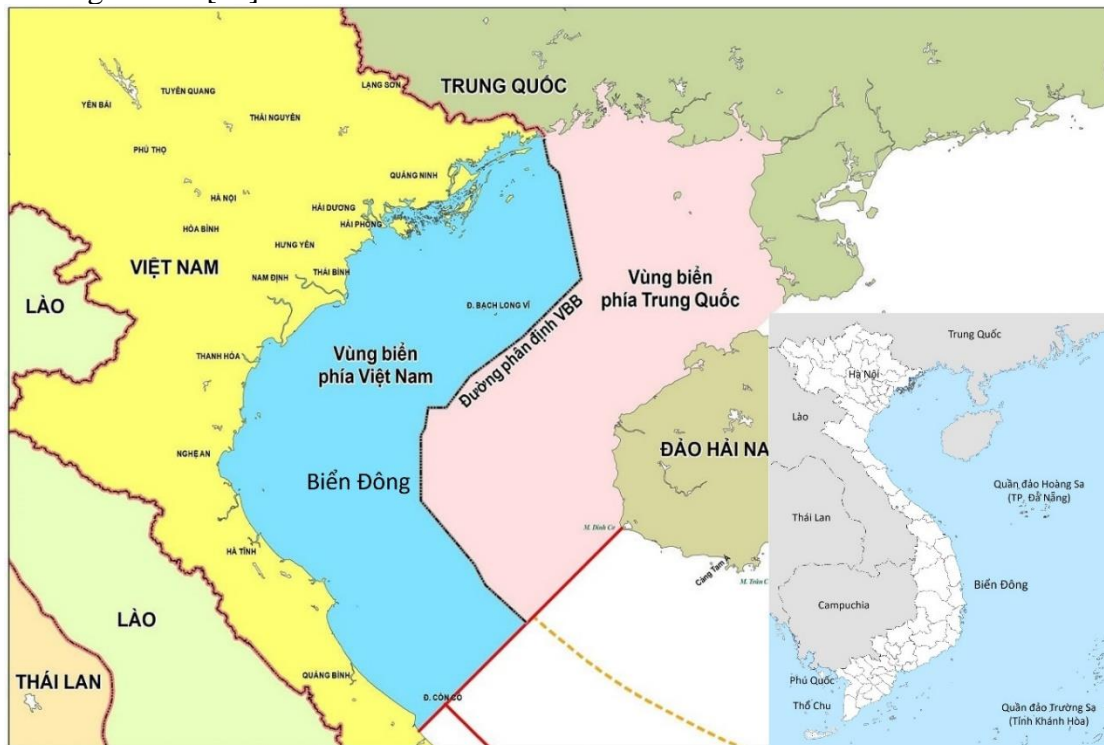 TRUNG QUỐC
LẠNG SƠN
TUYÊN QUANG
YÊN BÁI
THÁI NGUYÊN
PHÚ THỌ
QUẢNG NINH
HÀ NỘI
HẢI DƯƠNG
HẢI PHÒNG
HÒA BÌNH
HƯNG YÊN
VIỆT NAM
NAM ĐỊNH
THÁI BÌNH
LÀO
Vùng biển
phía Trung Quốc
Đ. BẠCH LONG VĨ
Đường phân định VBB
THANH HÓA
Vùng biển
phía Việt Nam
NGHỆ AN
Biển Đông
ĐẢO HẢI NA
HÀ TĨNH
M. Đinh Co
Cảng Tam A
LÀO
THÁI LAN
QUẢNG BÌNH
Đ. CỒN CỎ
Trung Quốc
Hà Nội
Lào
Quần đảo Hoàng Sa
(TP. Đà Nẵng)
Thái Lan
Biển Đông
Campuchia
Phú Quốc
Thổ Chu
Quần đảo Trường Sa
(Tỉnh Khánh Hòa)